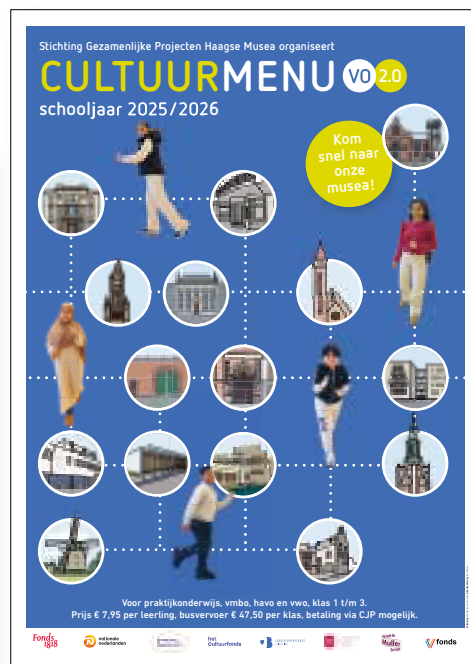 Stichting Gezamenlijke Projecten Haagse Musea organiseert
CULTUURMENU VO 2.0
schooljaar 2025/2026
Kom
snel naar
onze
musea!
Voor praktijkonderwijs, vmbo, havo en vwo, klas 1 t/m 3.
Prijs € 7,95 per leerling, busvervoer € 47,50 per klas, betaling via CJP mogelijk.
Fonds
1818
nationale
nederlanden
het
Cultuurfonds
Muller
vfonds